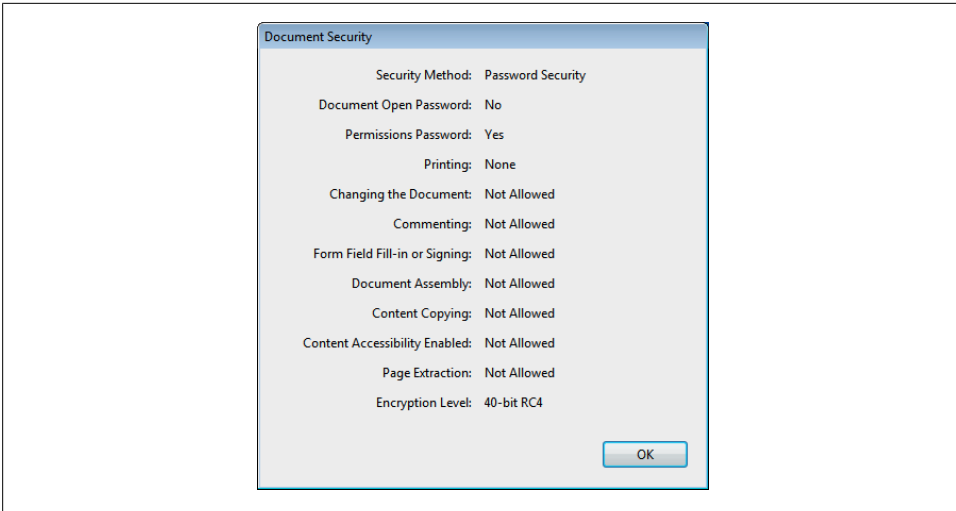 Document Security
Security Method: Password Security
Document Open Password: No
Permissions Password: Yes
Printing: None
Changing the Document: Not Allowed
Commenting: Not Allowed
Form Field Fill-in or Signing: Not Allowed
Document Assembly: Not Allowed
Content Copying: Not Allowed
Content Accessibility Enabled: Not Allowed
Page Extraction: Not Allowed
Encryption Level: 40-bit RC4
OK